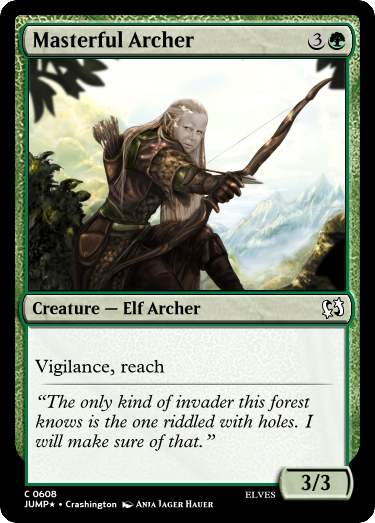 Masterful Archer 3
Creature — Elf Archer
Vigilance, reach
“The only kind of invader this forest
knows is the one riddled with holes. I
will make sure of that.”
3/3
C 0608
JUMP★ • Crashington Anja Jager Hauer
ELVES